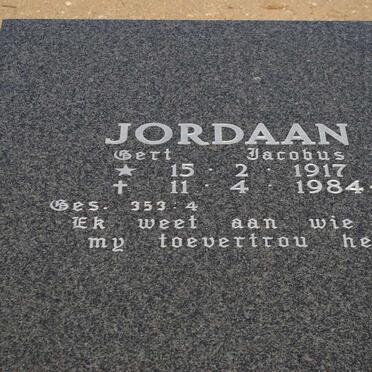 JORDAAN
Gert Jacobus
★ 15 · 2 · 1917
✝ 11 · 4 · 1984
Ges. 353 : 4
Ek weet aan wie
my toevertrou he